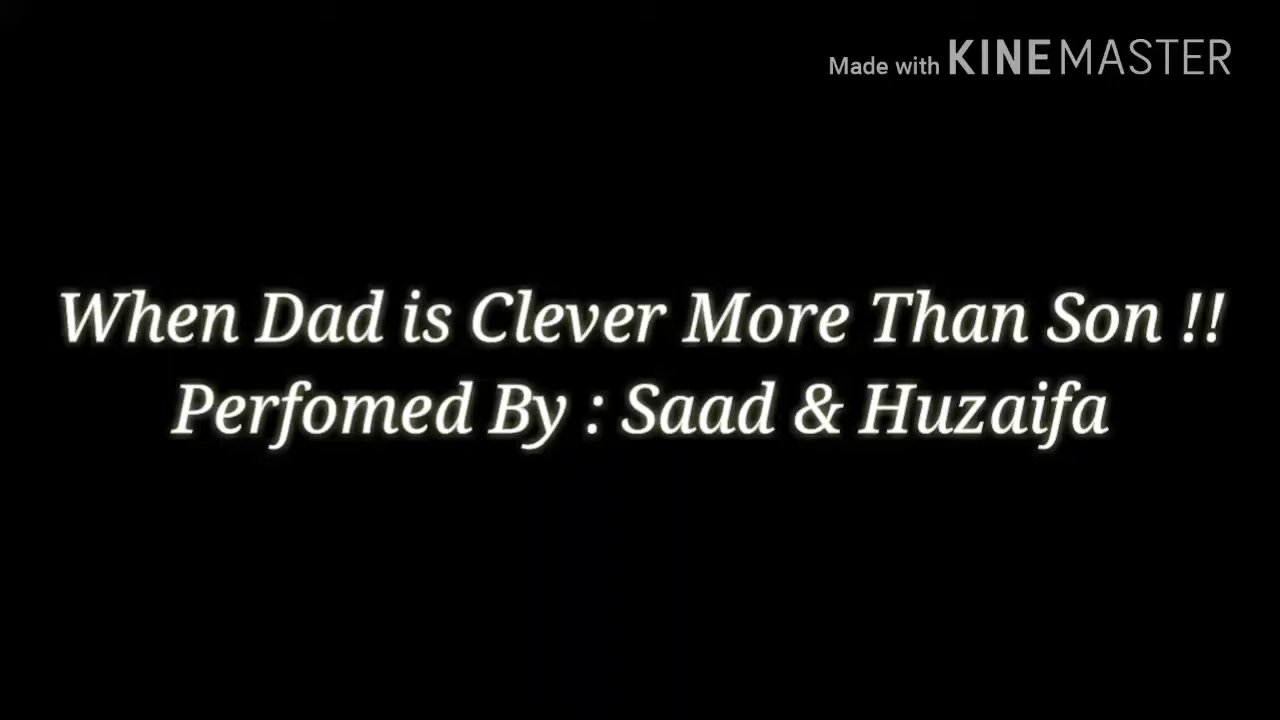 Made with KINEMASTER
When Dad is Clever More Than Son !!
Perfomed By : Saad & Huzaifa